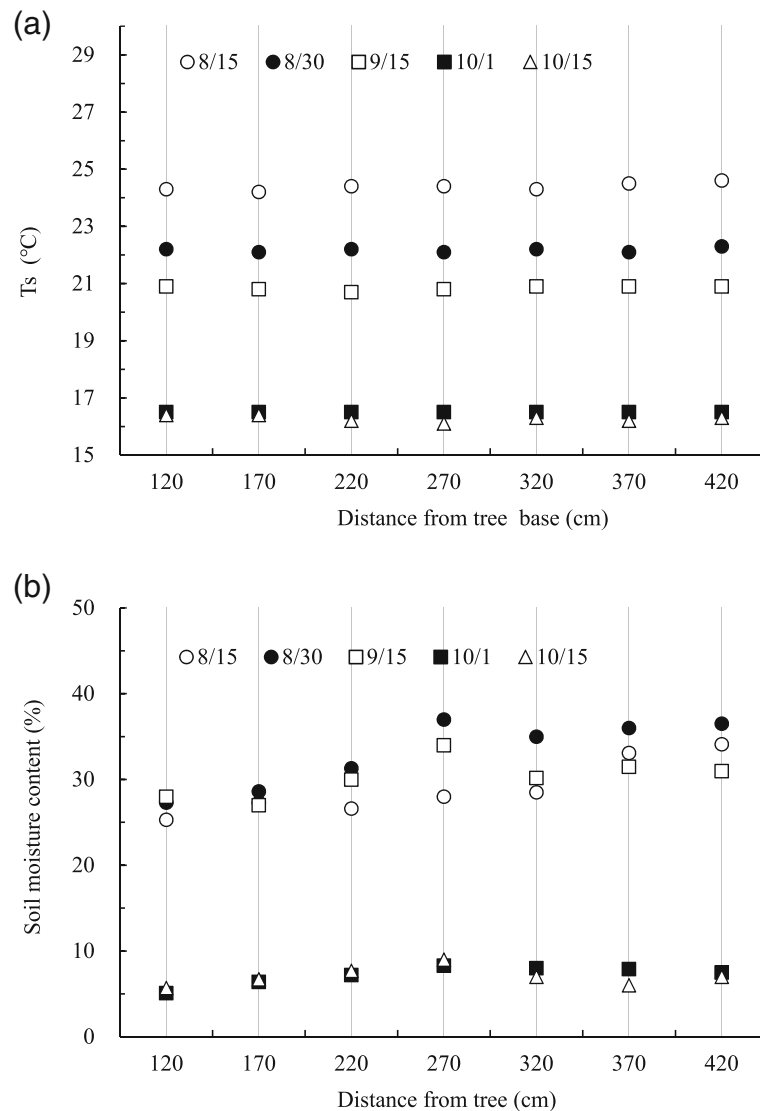 (a)
29
27
25
23
21
19
17
15
Ts (°C)
8/15 8/30 9/15 10/1 10/15
120 170 220 270 320 370 420
Distance from tree base (cm)
(b)
50
40
30
20
10
0
Soil moisture content (%)
8/15 8/30 9/15 10/1 10/15
120 170 220 270 320 370 420
Distance from tree (cm)